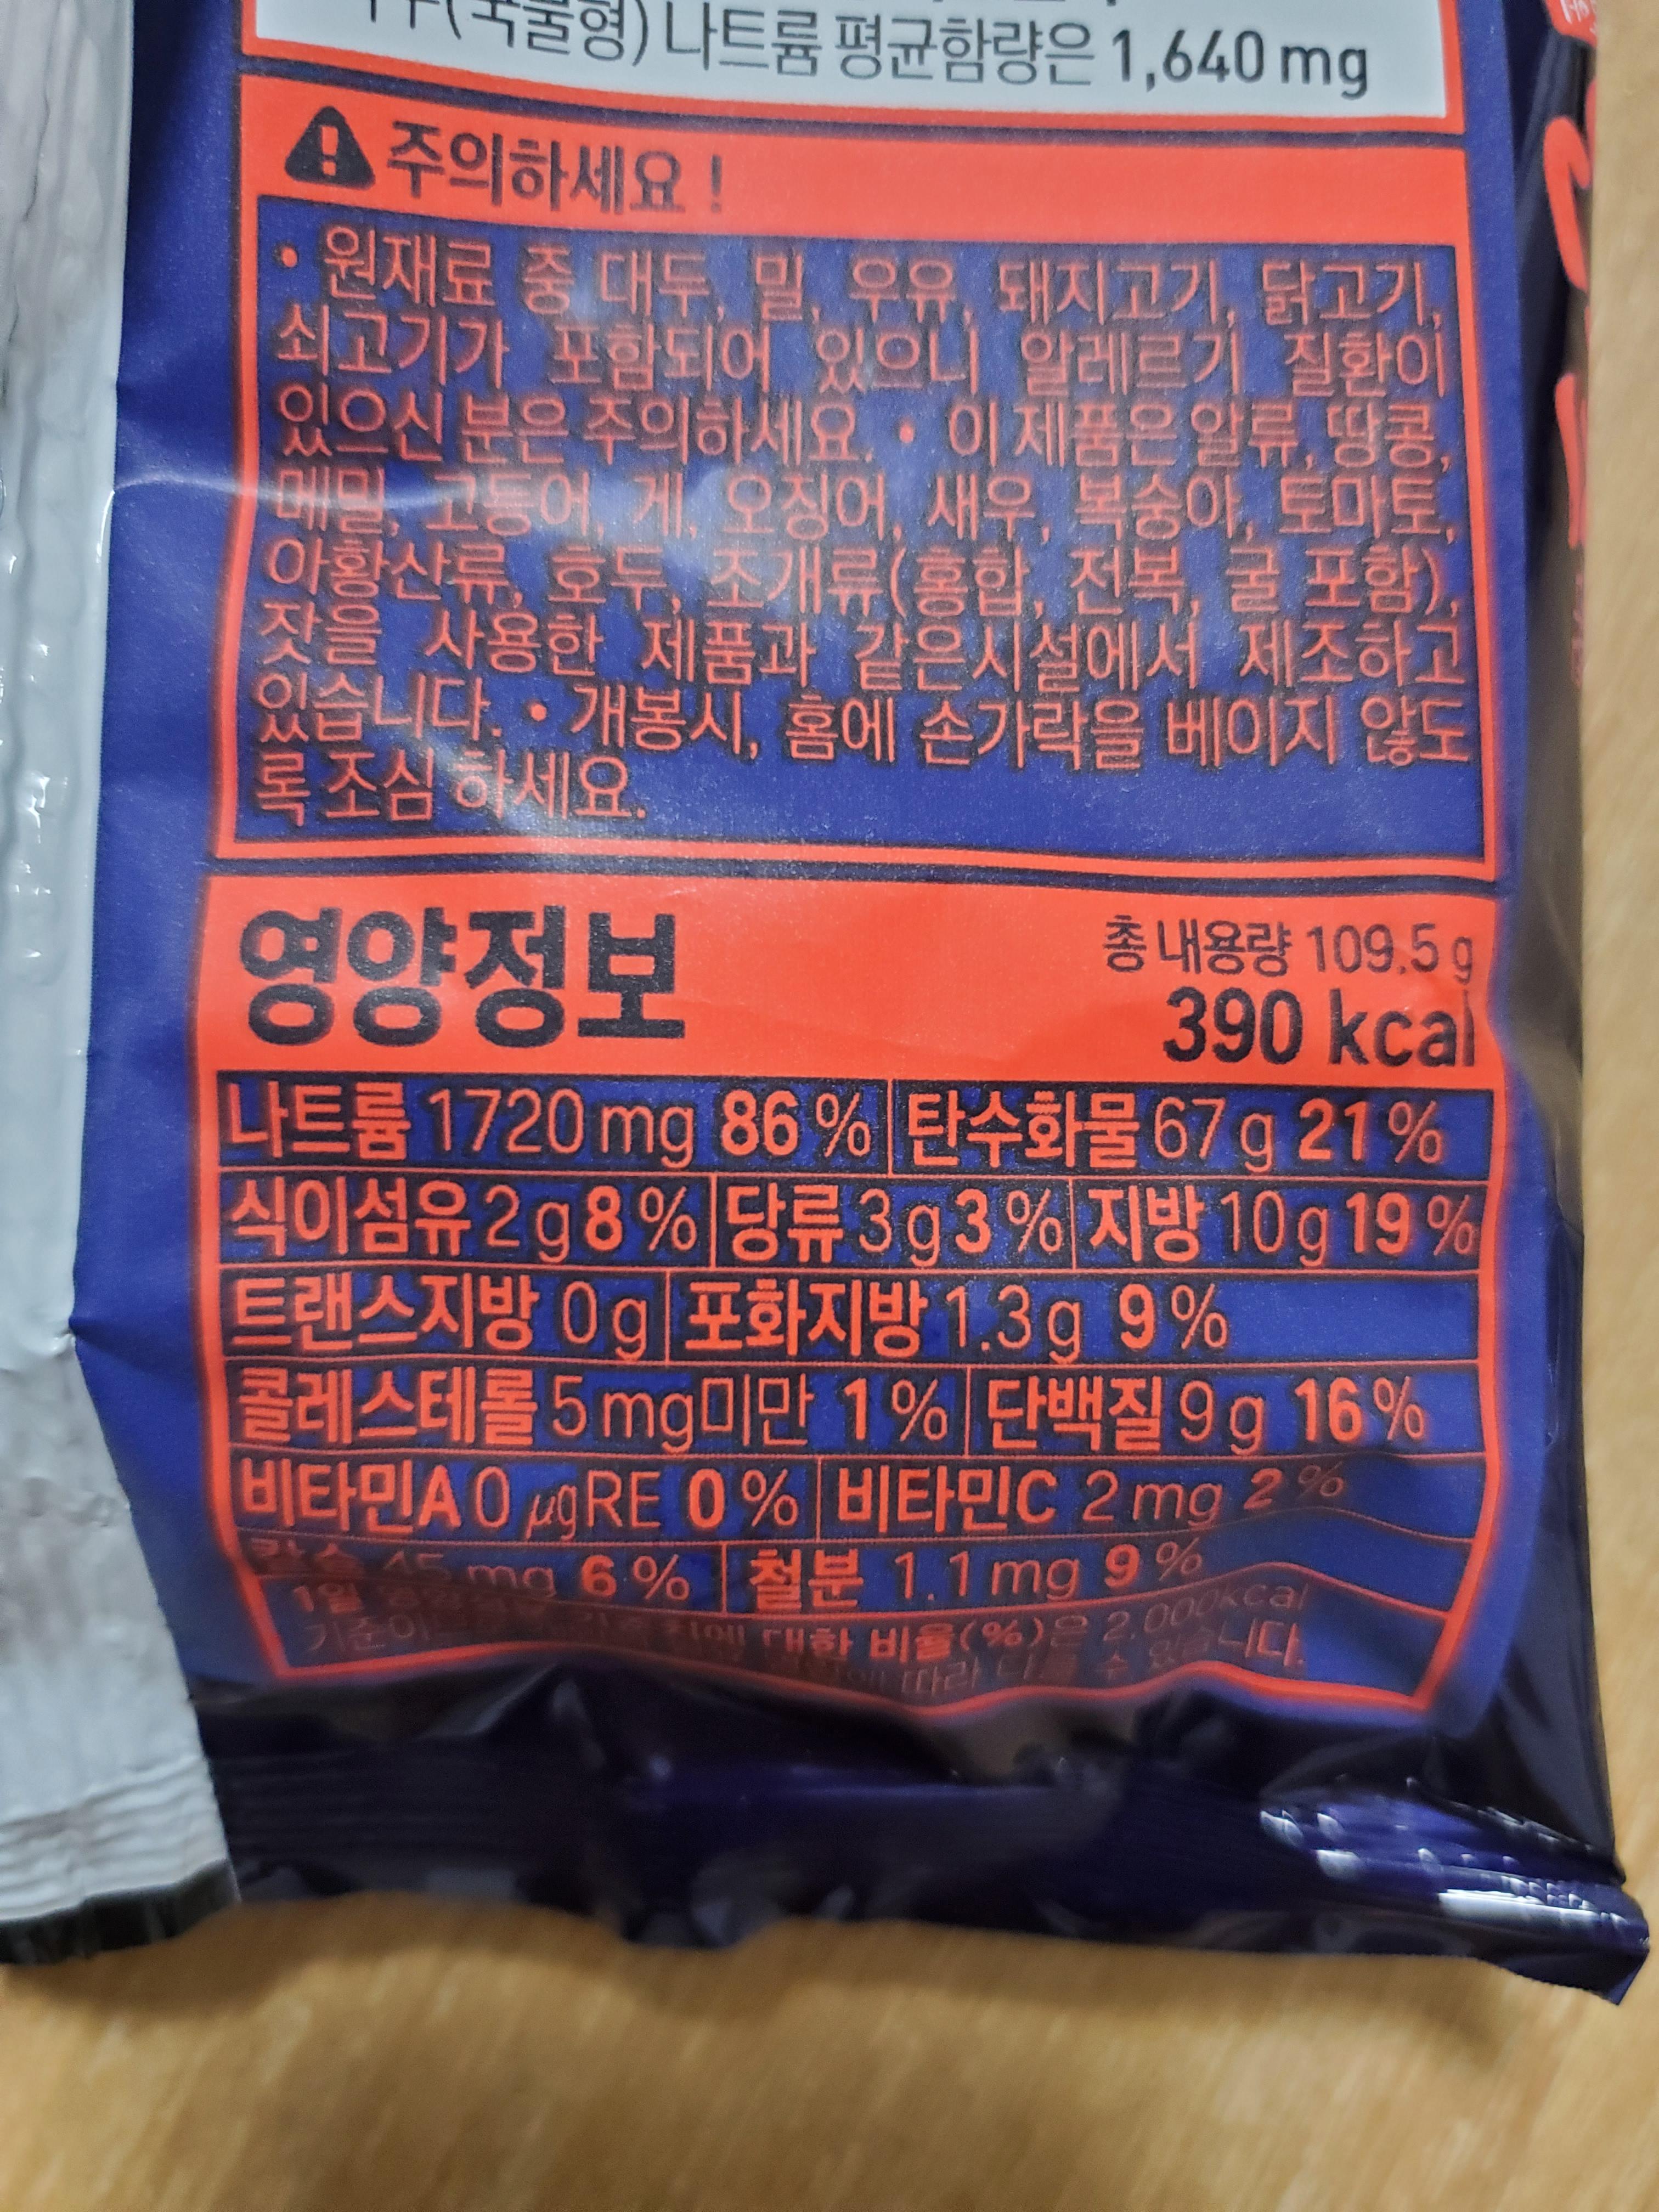 (국물형) 나트륨 평균함량은 1,640 mg
주의하세요!
• 원재료 중 대두, 밀, 우유, 돼지고기, 닭고기,
쇠고기가 포함되어 있으니 알레르기 질환이
있으신 분은 주의하세요. • 이 제품은 알류, 땅콩,
메밀, 고등어, 게, 오징어, 새우, 복숭아, 토마토,
아황산류, 호두, 조개류(홍합, 전복, 굴 포함),
잣을 사용한 제품과 같은시설에서 제조하고
있습니다. • 개봉시, 홈에 손가락을 베이지 않도
록 조심 하세요.
영양정보
총 내용량 109.5 g
390 kcal
나트륨 1720 mg 86 % 탄수화물 67 g 21 %
식이섬유 2 g 8 % 당류 3 g 3 % 지방 10 g 19 %
트랜스지방 0 g 포화지방 1.3 g 9 %
콜레스테롤 5 mg미만 1 % 단백질 9 g 16 %
비타민A 0 μgRE 0 % 비타민C 2 mg 2 %
칼슘 45 mg 6 % 철분 1.1 mg 9 %
1일 대한 비율(%)은 2,000kcal
따라 다를 수 있습니다.